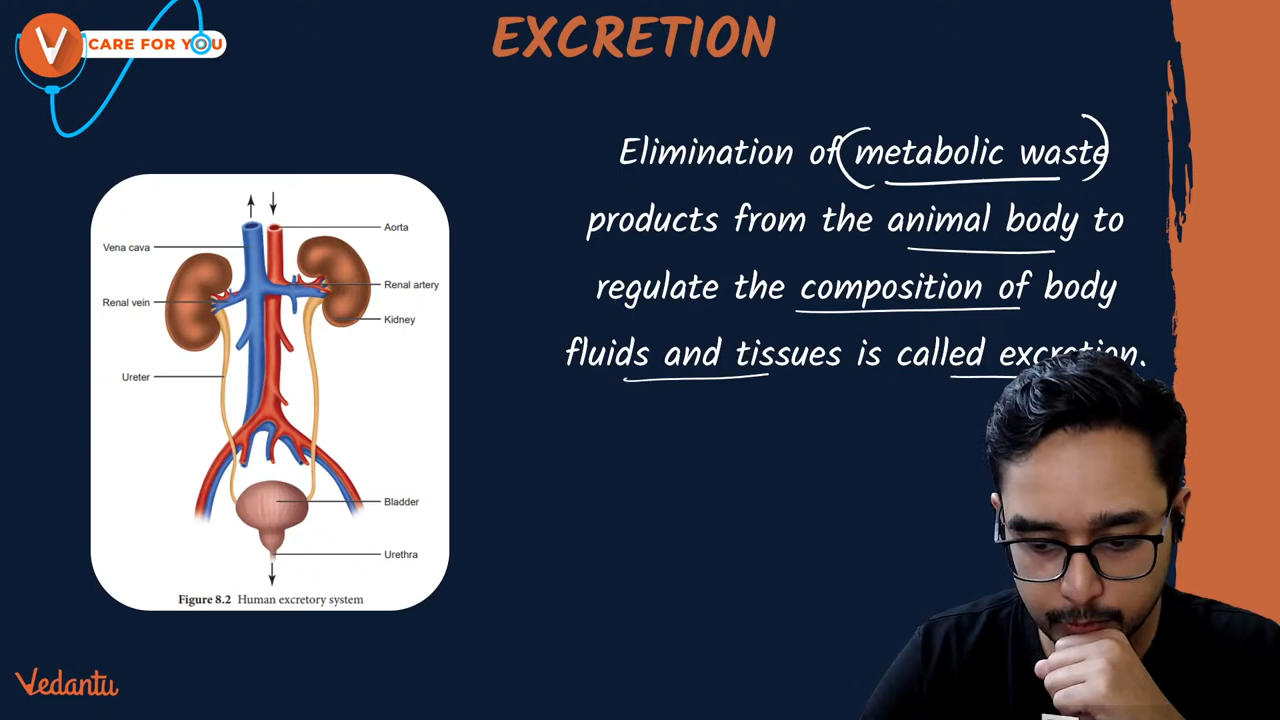 CARE FOR YOU
EXCRETION
Elimination of (metabolic waste)
products from the animal body to
regulate the composition of body
fluids and tissues is called excretion.
Aorta
Vena cava
Renal artery
Renal vein
Kidney
Ureter
Bladder
Urethra
Figure 8.2 Human excretory system
Vedantu